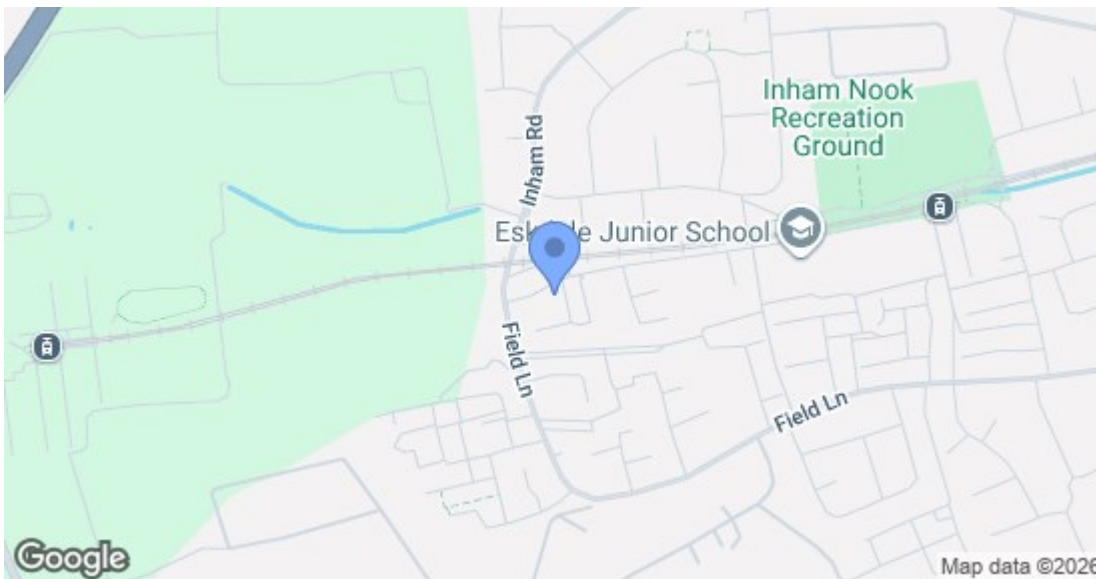 Inham Nook
Recreation
Ground
Inham Rd
Junior School
Field Ln
Field Ln
Google
Map data ©2026